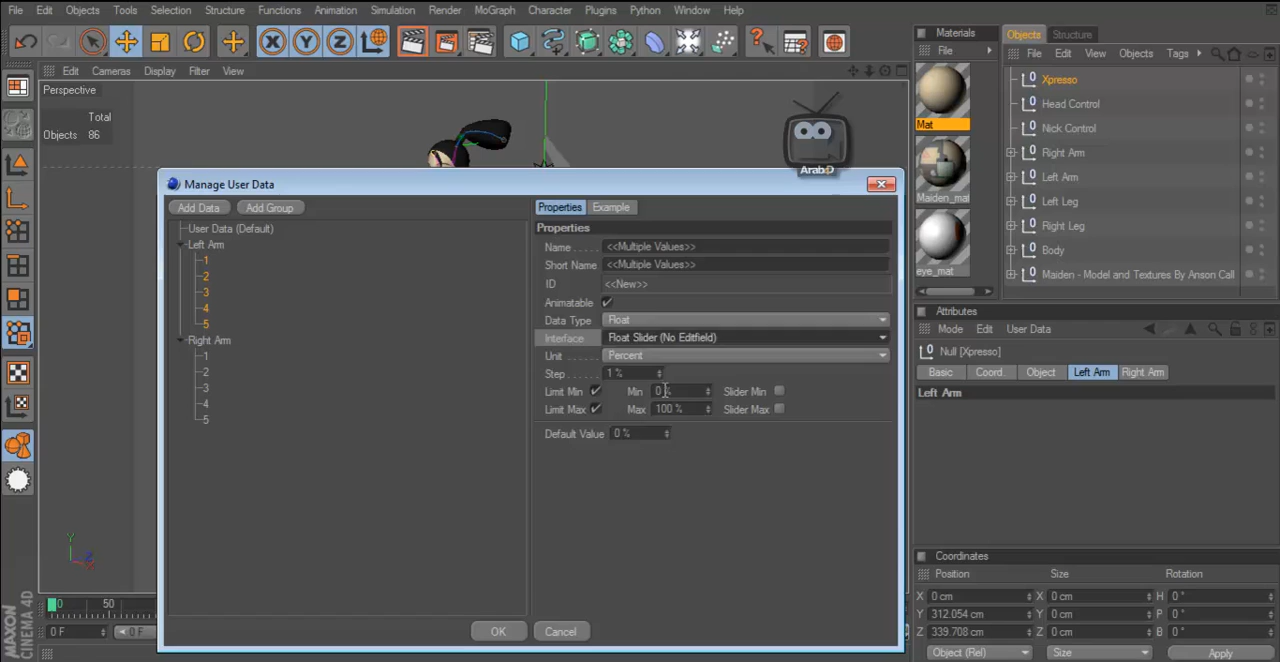 File Edit Tools Selection Structure Functions Animation Simulation Render MoGraph Character Plugins Python Window Help
Edit Cameras Display Filter View
Perspective
Total
Objects 86
Arab3D
Manage User Data
Add Data Add Group
User Data (Default)
Left Arm
1
2
3
4
5
Right Arm
1
2
3
4
5
Properties Example
Properties
Name <<Multiple Values>>
Short Name <<Multiple Values>>
ID <<New>>
Animatable
Data Type Float
Interface Float Slider (No Editfield)
Unit Percent
Step 1 %
Limit Min Min 0 % Slider Min
Limit Max Max 100 % Slider Max
Default Value 0 %
OK Cancel
0 50
0 F 0 F
MAXON
CINEMA 4D
Materials
File
Mat
Maiden_mat
eye_mat
Objects Structure
File Edit View Objects Tags
Xpresso
Head Control
Nick Control
Right Arm
Left Arm
Left Leg
Right Leg
Body
Maiden - Model and Textures By Anson Call
Attributes
Mode Edit User Data
Null [Xpresso]
Basic Coord. Object Left Arm Right Arm
Left Arm
Coordinates
Position Size Rotation
X 0 cm X 0 cm H 0 °
Y 312.054 cm Y 0 cm P 0 °
Z 339.708 cm Z 0 cm B 0 °
Object (Rel) Size Apply